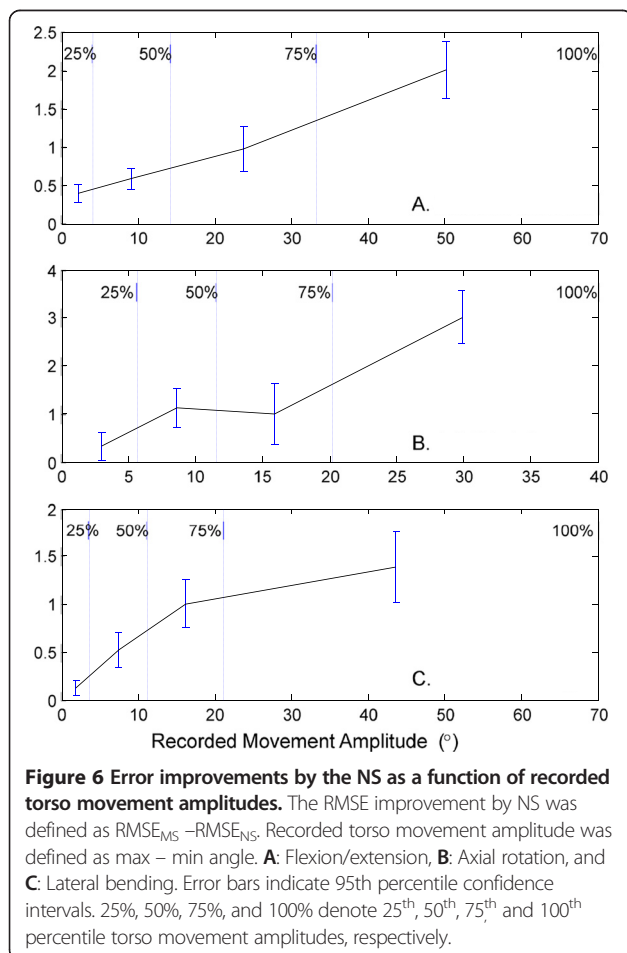 2.5
25% 50% 75% 100%
2
1.5
1
0.5
A.
0
0 10 20 30 40 50 60 70
4
25% 50% 75% 100%
3
2
1
B.
0
0 5 10 15 20 25 30 35 40
2
25% 50% 75% 100%
1.5
1
0.5
C.
0
0 10 20 30 40 50 60 70
Recorded Movement Amplitude (°)
Figure 6 Error improvements by the NS as a function of recorded
torso movement amplitudes. The RMSE improvement by NS was
defined as RMSEMS –RMSENS. Recorded torso movement amplitude was
defined as max – min angle. A: Flexion/extension, B: Axial rotation, and
C: Lateral bending. Error bars indicate 95th percentile confidence
intervals. 25%, 50%, 75%, and 100% denote 25th, 50th, 75,th and 100th
percentile torso movement amplitudes, respectively.